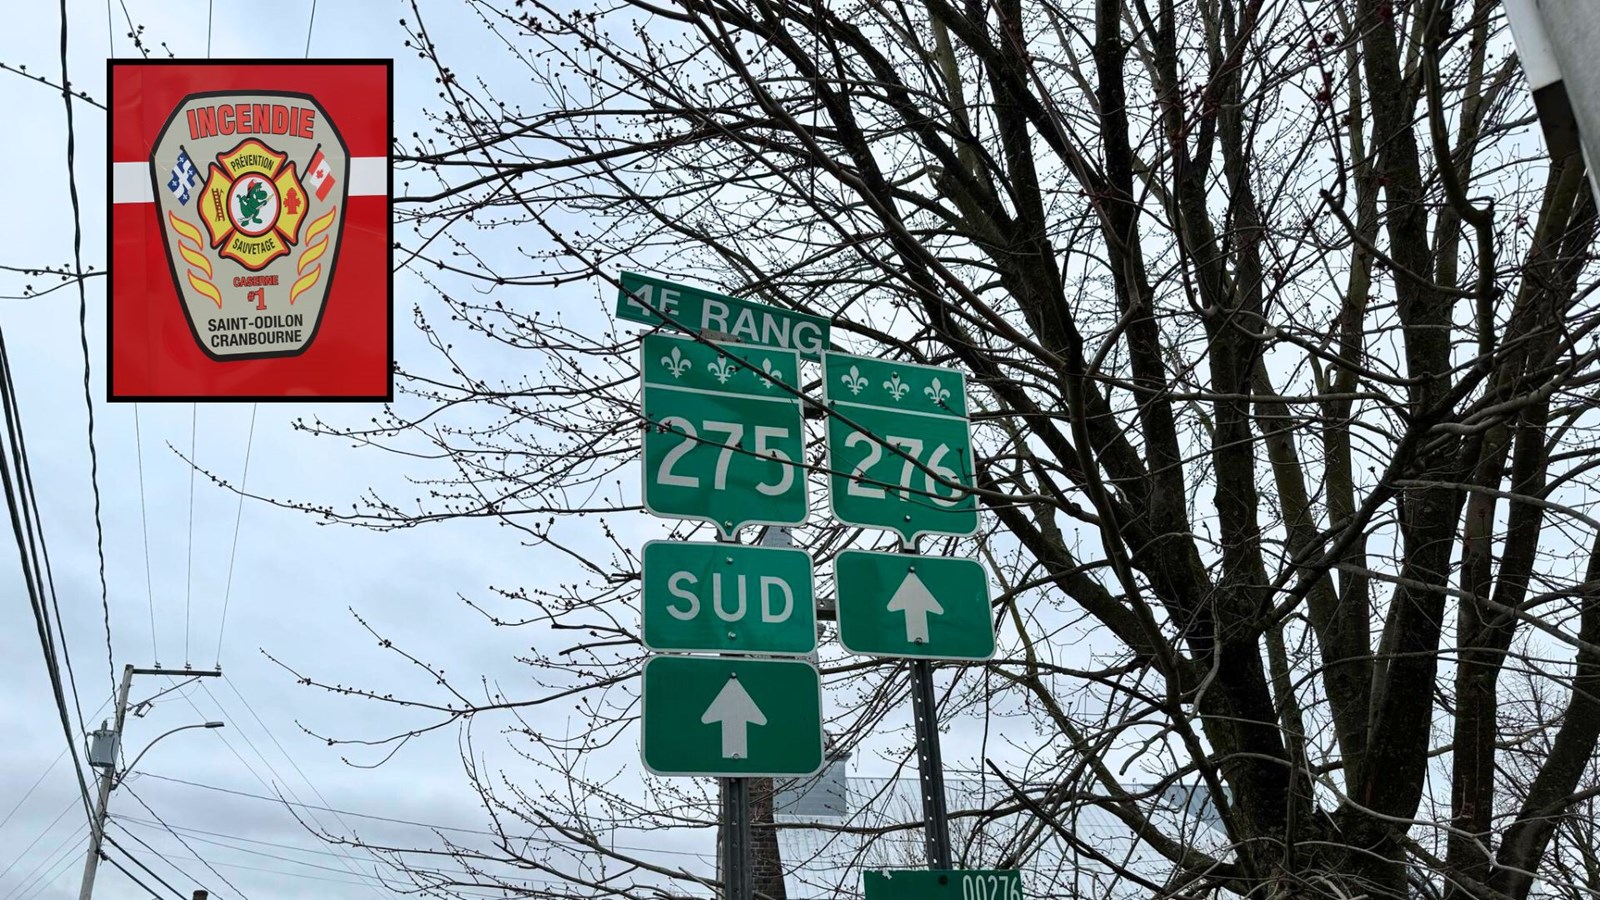 INCENDIE
PRÉVENTION
SAUVETAGE
CASERNE
#1
SAINT-ODILON
CRANBOURNE
4E RANG
275
276
SUD
00276